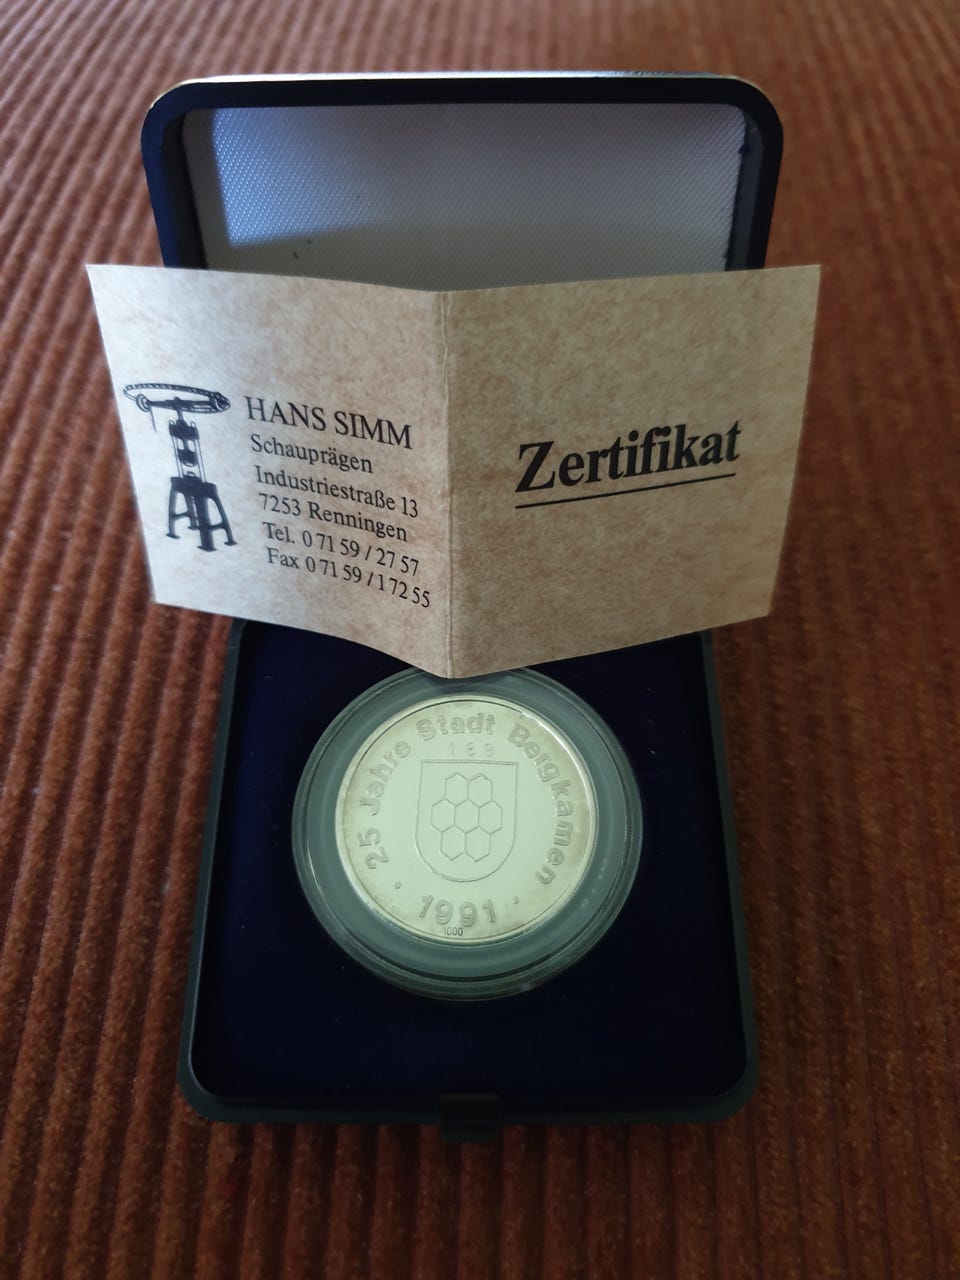 HANS SIMM
Schauprägen
Industriestraße 13
7253 Renningen
Tel. 0 71 59 / 27 57
Fax 0 71 59 / 1 72 55
Zertifikat
25 Jahre Stadt Bergkamen
188
· 1991 ·
1000